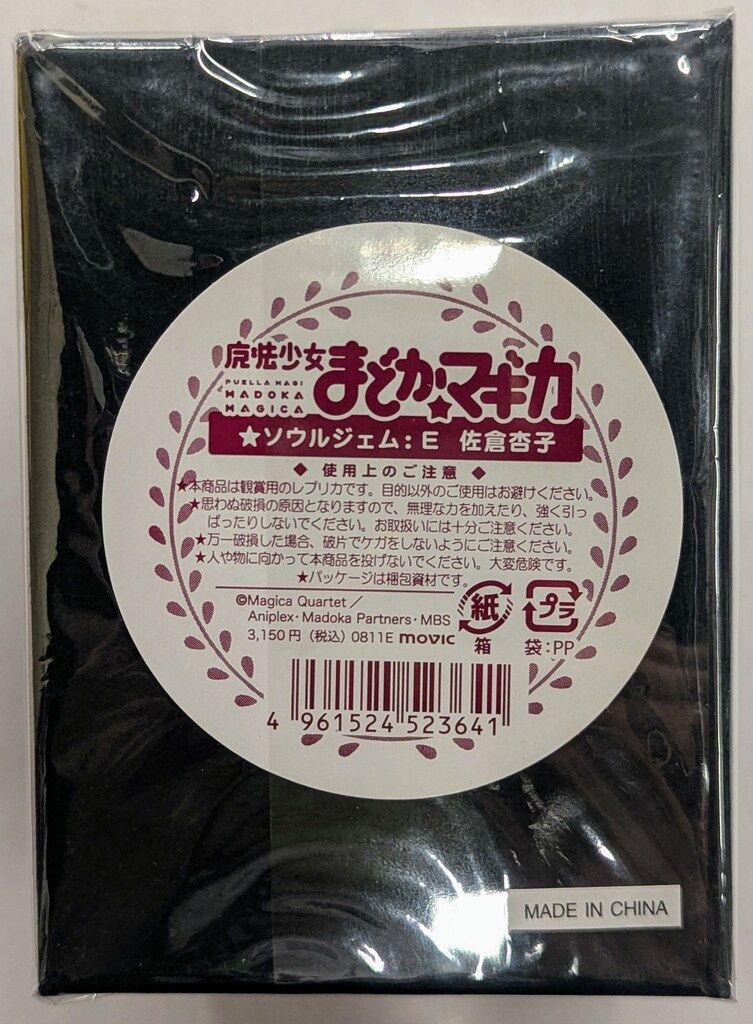 魔法少女
まどか★マギカ
PUELLA MAGI
MADOKA
MAGICA
★ソウルジェム：E 佐倉杏子
◆ 使用上のご注意 ◆
★本商品は観賞用のレプリカです。目的以外のご使用はお避けください。
★思わぬ破損の原因となりますので、無理な力を加えたり、強く引っ
ぱったりしないでください。お取扱いには十分ご注意ください。
★万一破損した場合、破片でケガをしないようにご注意ください。
★人や物に向かって本商品を投げないでください。大変危険です。
★パッケージは梱包資材です。
©Magica Quartet／
Aniplex・Madoka Partners・MBS
3,150円（税込）0811E movic
紙
箱
プラ
袋：PP
4 961524 523641
MADE IN CHINA